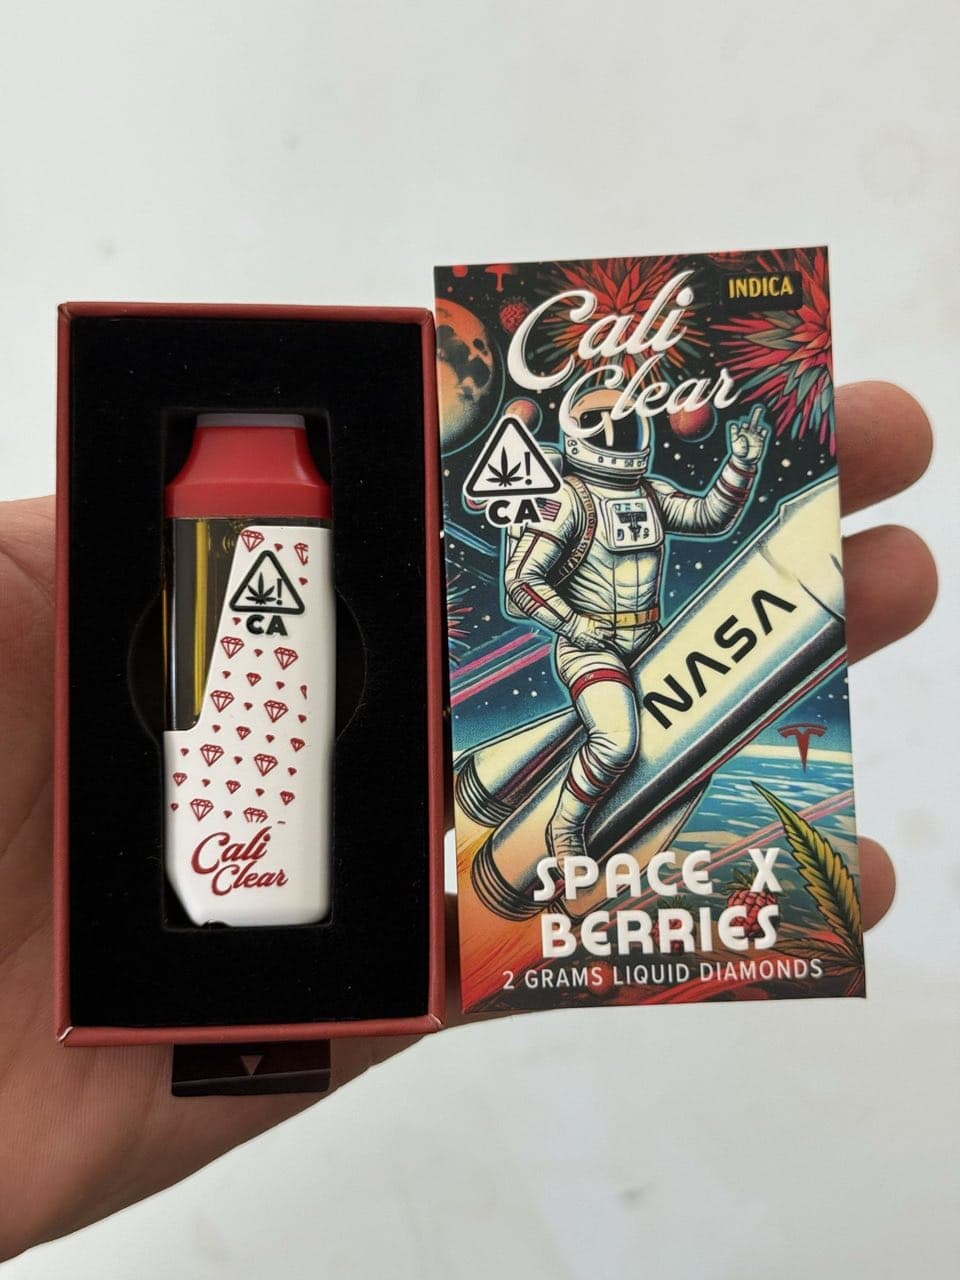 CA
Cali
Clear
INDICA
Cali
Clear
CA
NASA
SPACE X
BERRIES
2 GRAMS LIQUID DIAMONDS